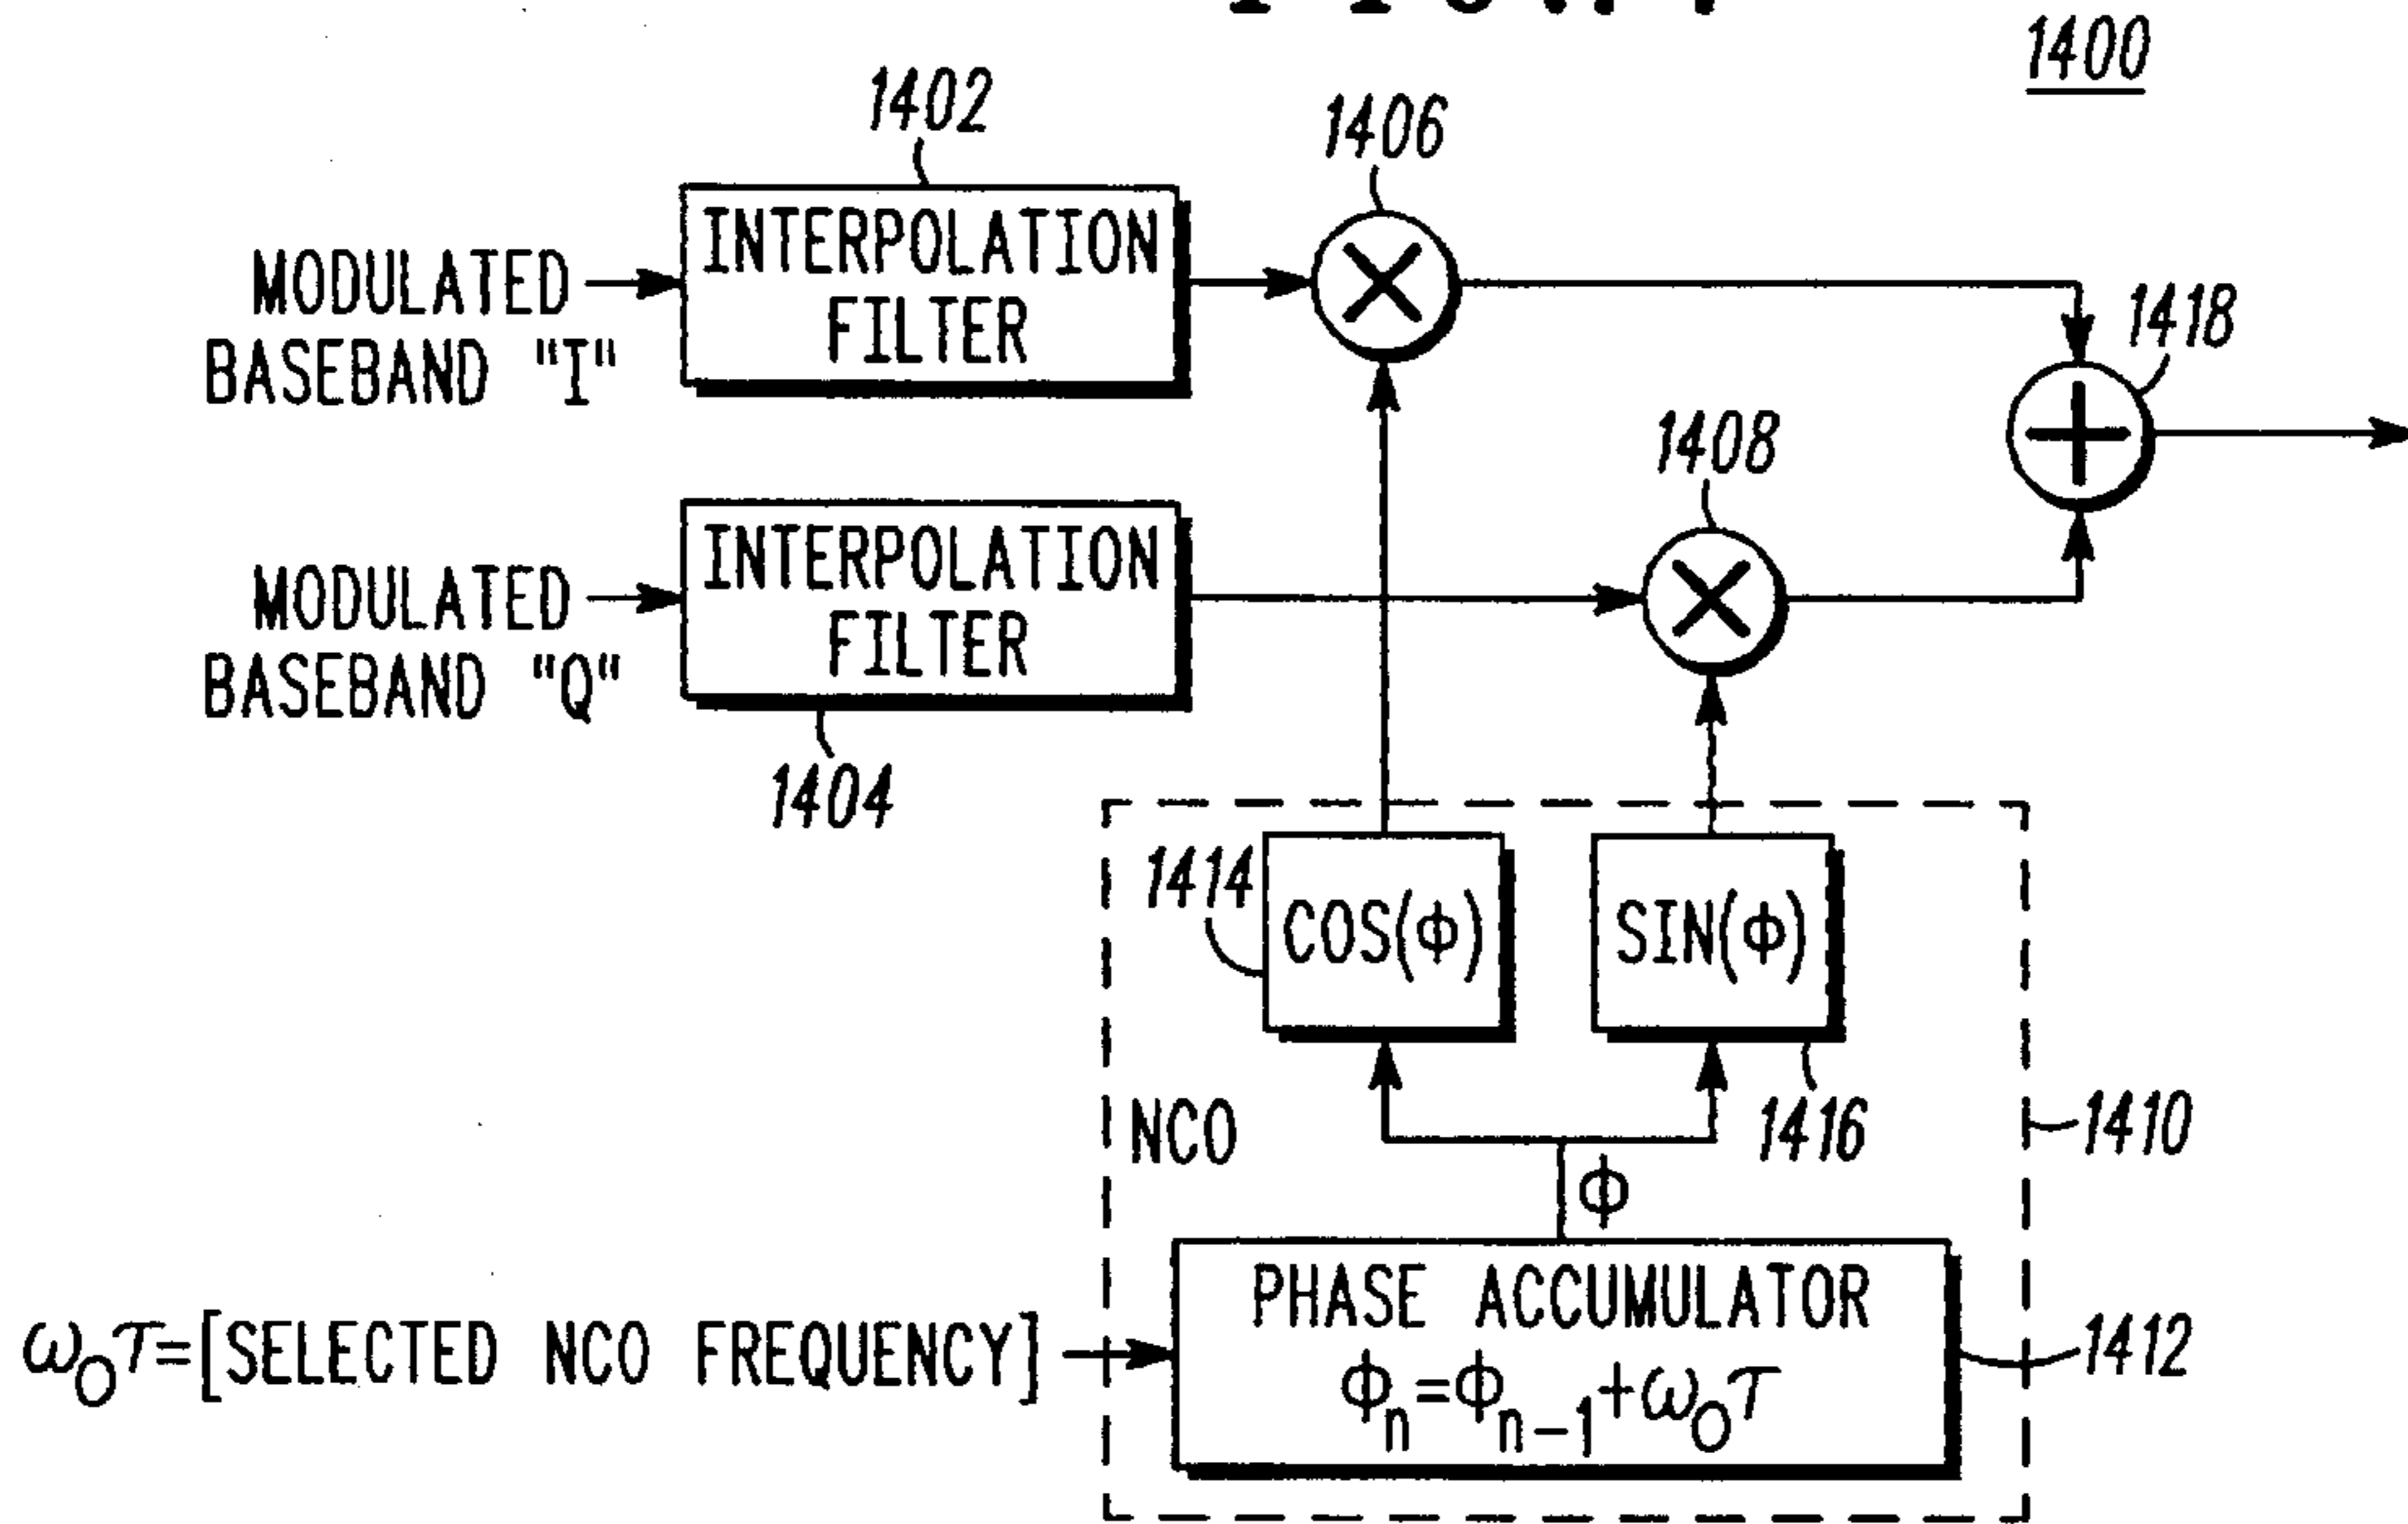 1400
1402
1406
MODULATED
BASEBAND "I"
INTERPOLATION
FILTER
1418
1408
MODULATED
BASEBAND "Q"
INTERPOLATION
FILTER
1404
1414
COS(ϕ)
SIN(ϕ)
NCO
1416
1410
ϕ
ω₀τ=[SELECTED NCO FREQUENCY]
PHASE ACCUMULATOR
ϕₙ=ϕₙ₋₁+ω₀τ
1412